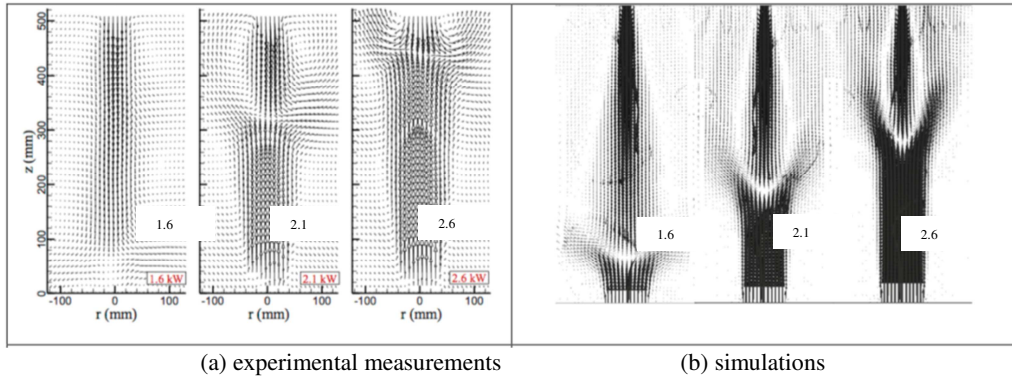 500
400
300
200
100
0
z (mm)
1.6
2.1
2.6
1.6 kW
2.1 kW
2.6 kW
-100 0 100
-100 0 100
-100 0 100
r (mm)
r (mm)
r (mm)
1.6
2.1
2.6
(a) experimental measurements
(b) simulations